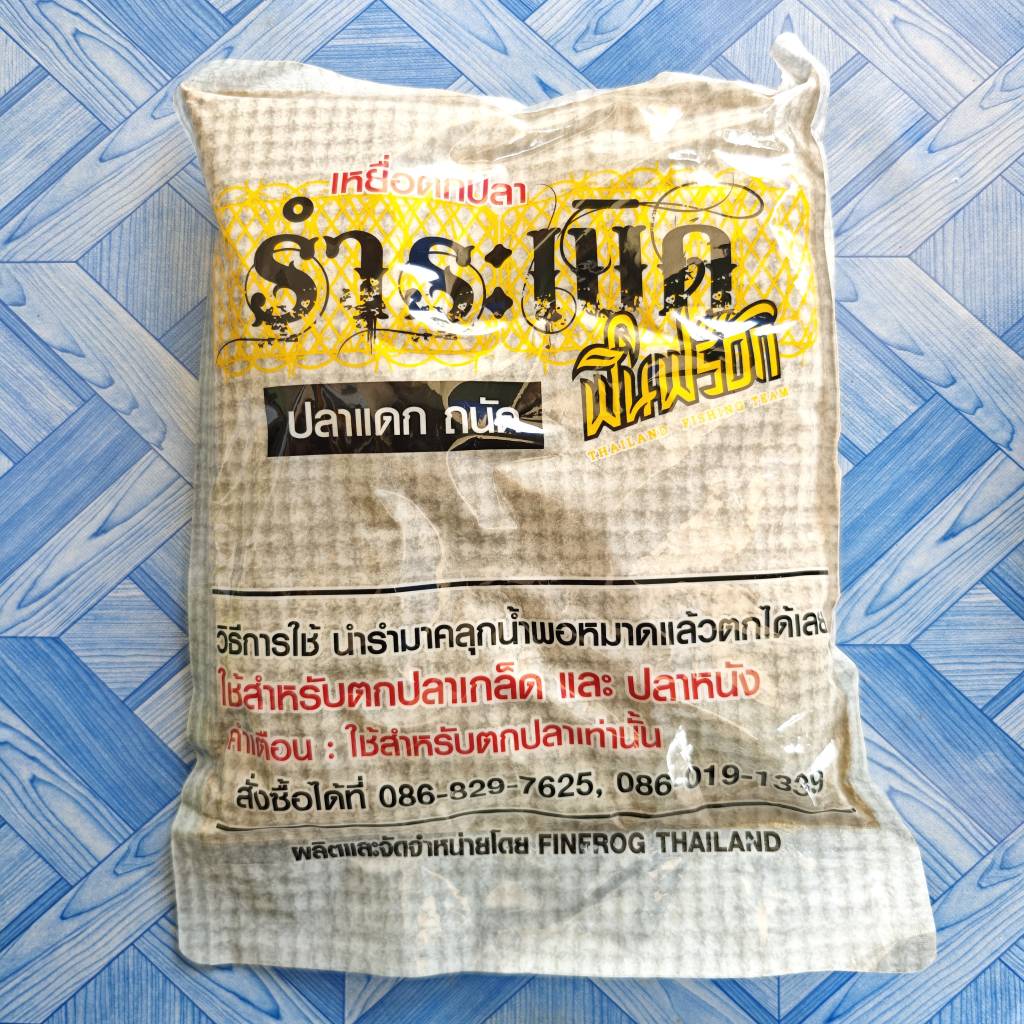 เหยื่อตกปลา
รำระเบิด
ฟินฟร็อก
THAILAND FISHING TEAM
ปลาแดก ถนัด
วิธีการใช้ นำรำมาคลุกน้ำพอหมาดแล้วตกได้เลย
ใช้สำหรับตกปลาเกล็ด และ ปลาหนัง
คำเตือน : ใช้สำหรับตกปลาเท่านั้น
สั่งซื้อได้ที่ 086-829-7625, 086-019-1339
ผลิตและจัดจำหน่ายโดย FINFROG THAILAND